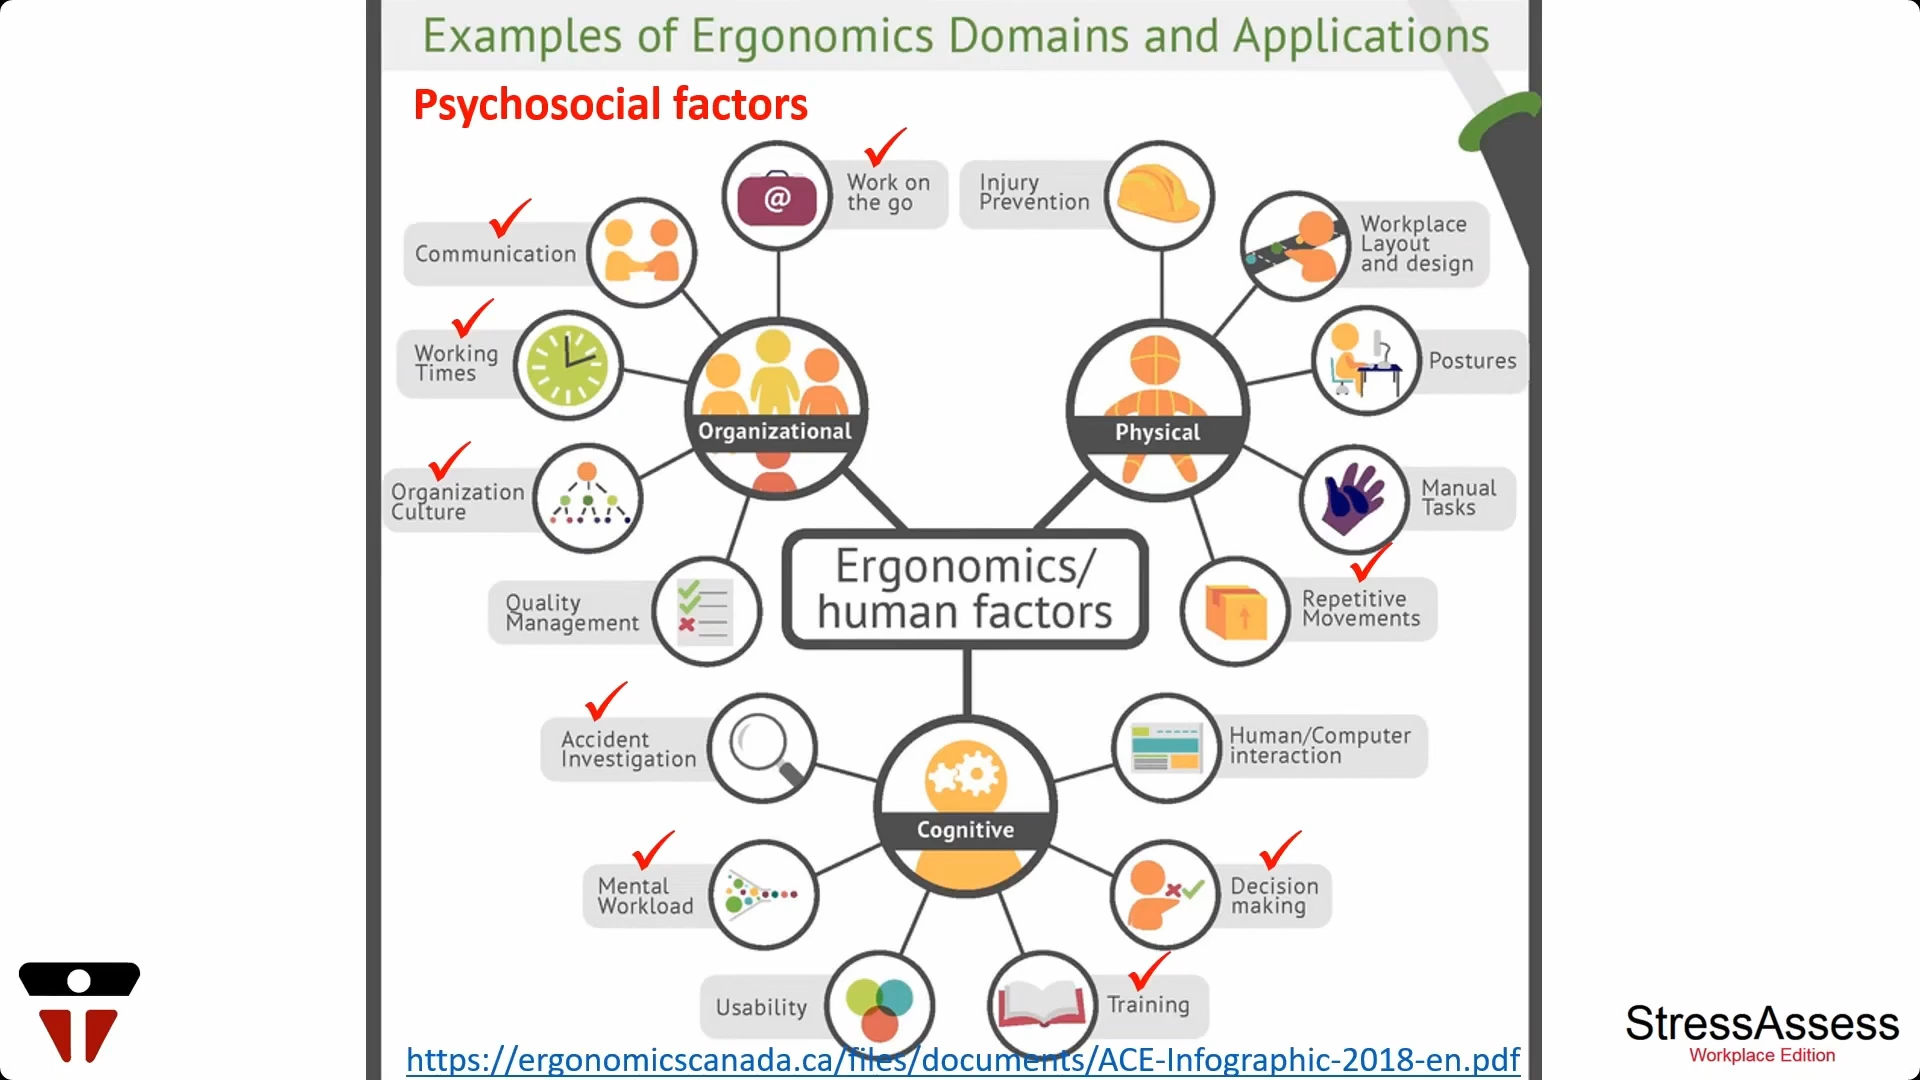 Examples of Ergonomics Domains and Applications
Psychosocial factors
Work on
the go
Injury
Prevention
Communication
Workplace
Layout
and design
Working
Times
Postures
Organizational
Physical
Organization
Culture
Manual
Tasks
Ergonomics/
human factors
Quality
Management
Repetitive
Movements
Accident
Investigation
Human/Computer
interaction
Cognitive
Mental
Workload
Decision
making
Usability
Training
https://ergonomicscanada.ca/files/documents/ACE-Infographic-2018-en.pdf
StressAssess
Workplace Edition
@